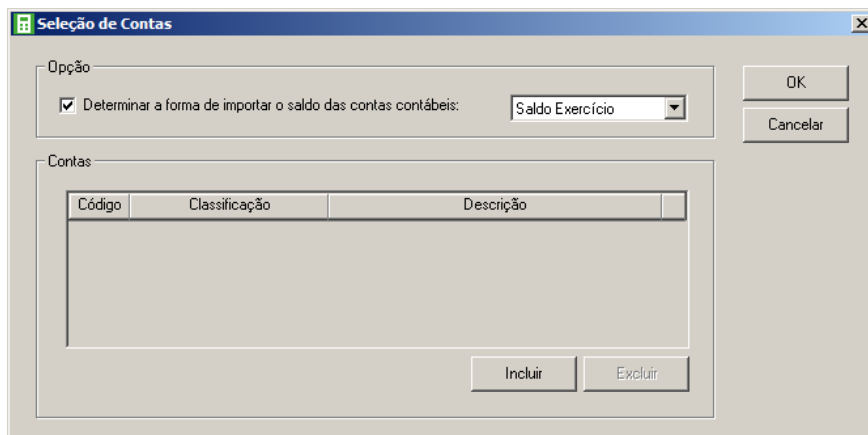 Seleção de Contas
Opção
Determinar a forma de importar o saldo das contas contábeis: Saldo Exercício
OK
Cancelar
Contas
Código Classificação Descrição
Incluir Excluir